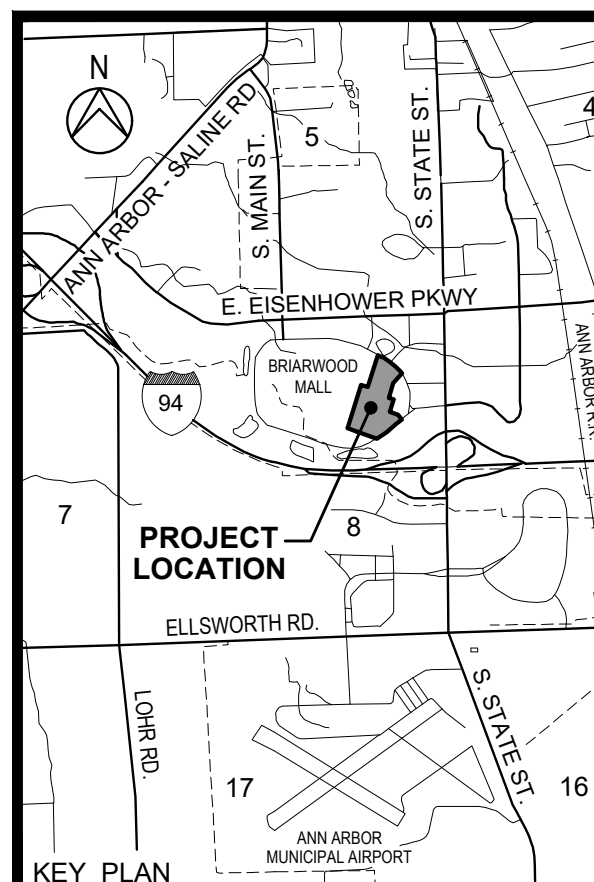 N
4
5
ANN ARBOR - SALINE RD
S. MAIN ST.
S. STATE ST.
E. EISENHOWER PKWY
ANN ARBOR R.R.
BRIARWOOD
MALL
94
7
8
PROJECT
LOCATION
ELLSWORTH RD.
LOHR RD.
S. STATE ST.
17
16
ANN ARBOR
MUNICIPAL AIRPORT
KEY PLAN